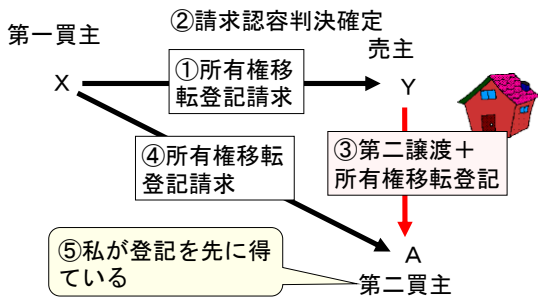 ②請求認容判決確定
第一買主
売主
X
①所有権移
転登記請求
Y
④所有権移転
登記請求
③第二譲渡＋
所有権移転登記
⑤私が登記を先に得
ている
A
第二買主